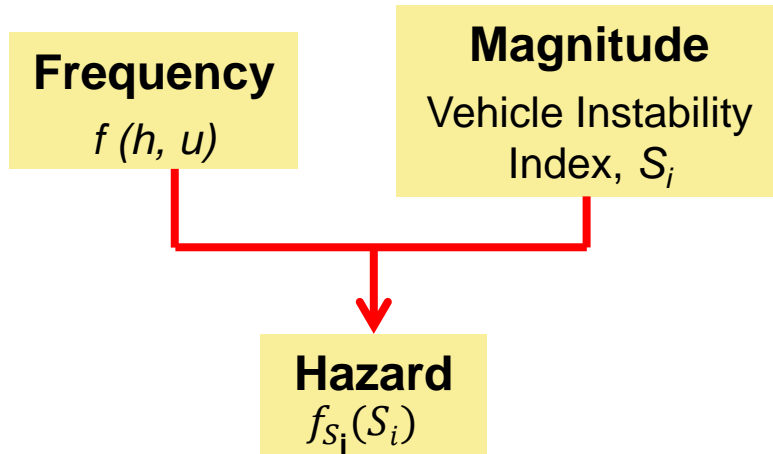 Frequency
f (h, u)
Magnitude
Vehicle Instability
Index, Si
Hazard
fSi(Si)